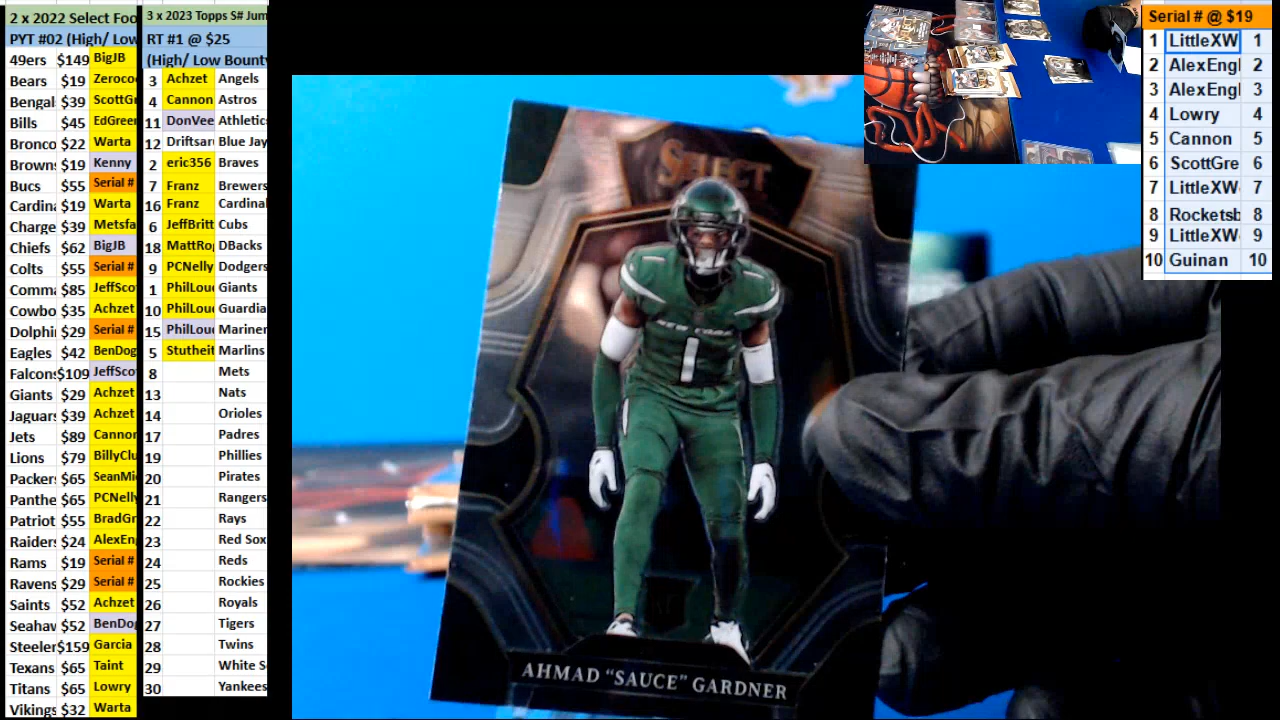 2 x 2022 Select Foo
PYT #02 (High/ Low
49ers $149 BigJB
Bears $19 Zeroco
Bengal $39 ScottGr
Bills $45 EdGreer
Bronco $22 Warta
Browns $19 Kenny
Bucs $55 Serial #
Cardina $19 Warta
Charge $39 Metsfa
Chiefs $62 BigJB
Colts $55 Serial #
Comma $85 JeffSco
Cowbo $35 Achzet
Dolphi $29 Serial #
Eagles $42 BenDog
Falcons $109 JeffSco
Giants $29 Achzet
Jaguars $39 Achzet
Jets $89 Cannor
Lions $79 BillyClu
Packer $65 SeanMi
Panthe $65 PCNelly
Patriot $55 BradGr
Raiders $24 AlexEn
Rams $19 Serial #
Ravens $29 Serial #
Saints $52 Achzet
Seahaw $52 BenDog
Steeler $159 Garcia
Texans $65 Taint
Titans $65 Lowry
Vikings $32 Warta
3 x 2023 Topps S# Jum
RT #1 @ $25
(High/ Low Bounty
3 Achzet Angels
4 Cannon Astros
11 DonVee Athletic
12 Driftsar Blue Jay
2 eric356 Braves
7 Franz Brewers
16 Franz Cardinal
6 JeffBritt Cubs
18 MattRo DBacks
9 PCNelly Dodgers
1 PhilLou Giants
10 PhilLou Guardia
15 PhilLou Mariner
5 Stutheit Marlins
8 Mets
13 Nats
14 Orioles
17 Padres
19 Phillies
20 Pirates
21 Rangers
22 Rays
23 Red Sox
24 Reds
25 Rockies
26 Royals
27 Tigers
28 Twins
29 White S
30 Yankees
SELECT
NEW YORK
1
AHMAD "SAUCE" GARDNER
Serial # @ $19
1 LittleXW 1
2 AlexEngl 2
3 AlexEngl 3
4 Lowry 4
5 Cannon 5
6 ScottGre 6
7 LittleXW 7
8 Rocketsb 8
9 LittleXW 9
10 Guinan 10